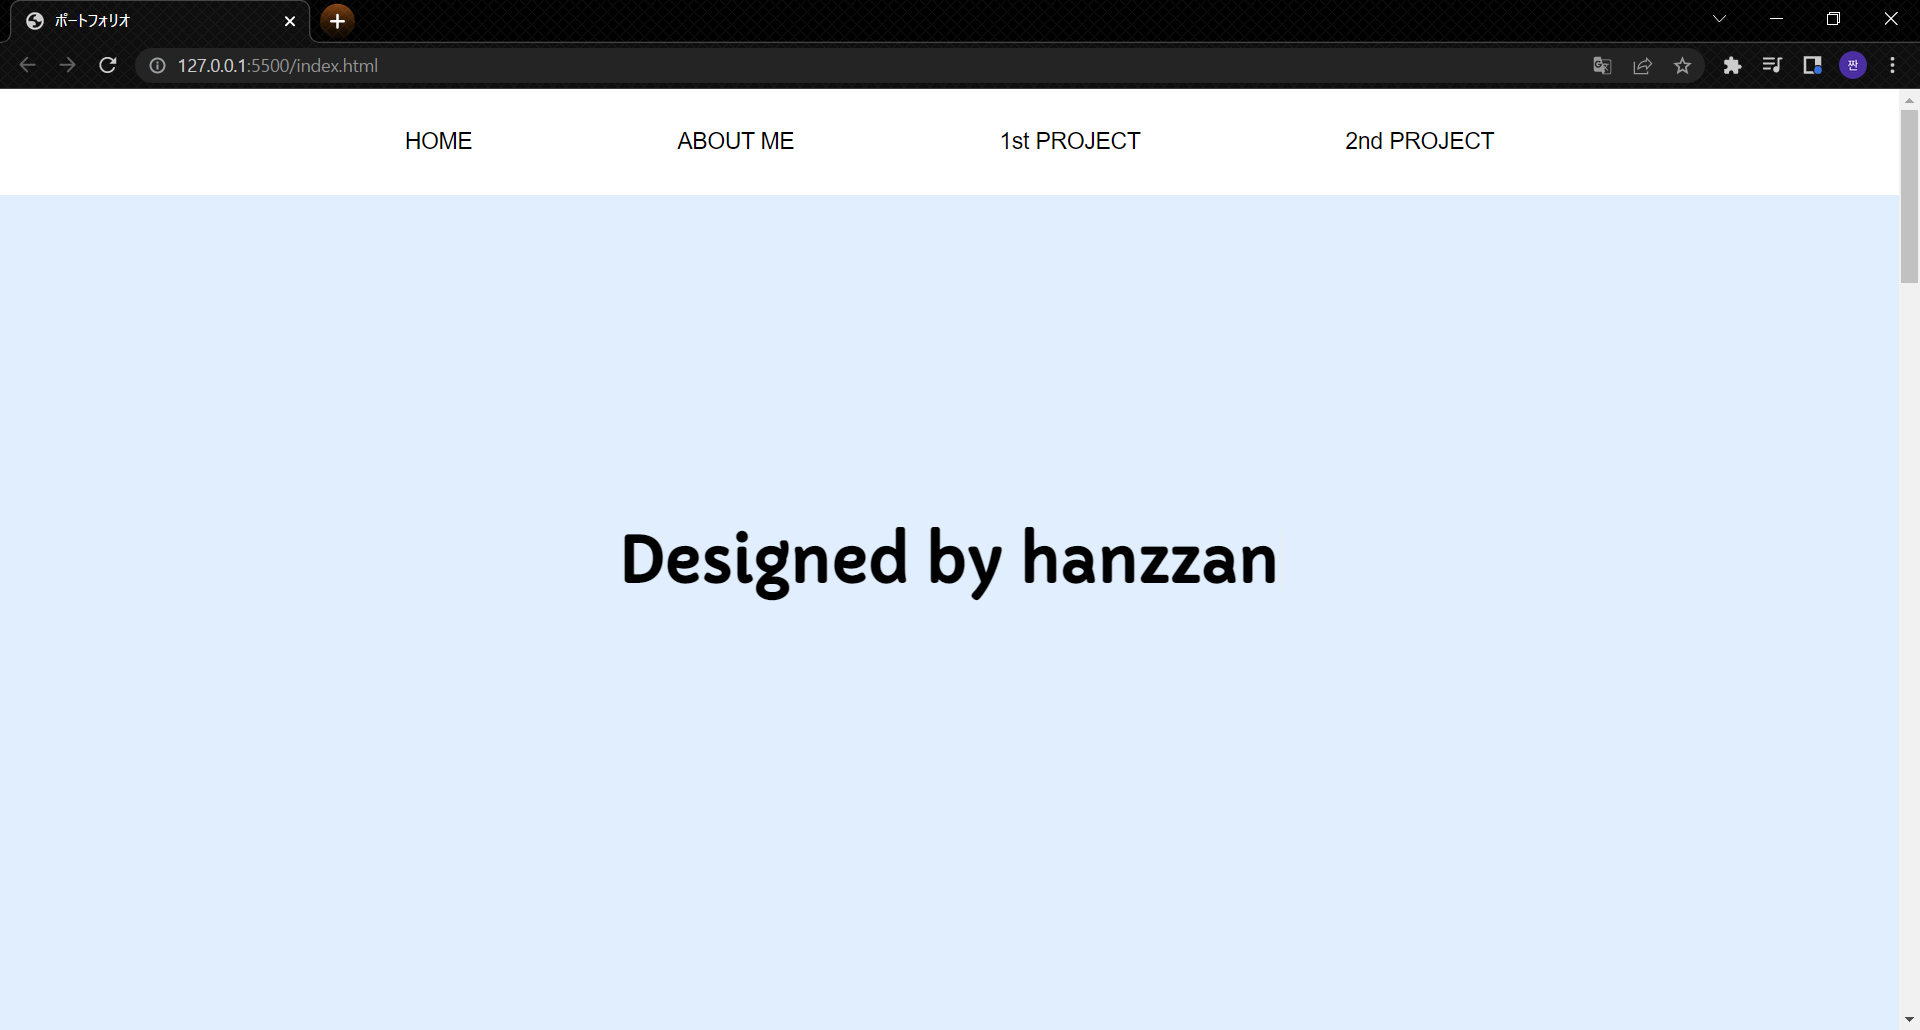 ポートフォリオ
127.0.0.1:5500/index.html
짠
HOME
ABOUT ME
1st PROJECT
2nd PROJECT
Designed by hanzzan